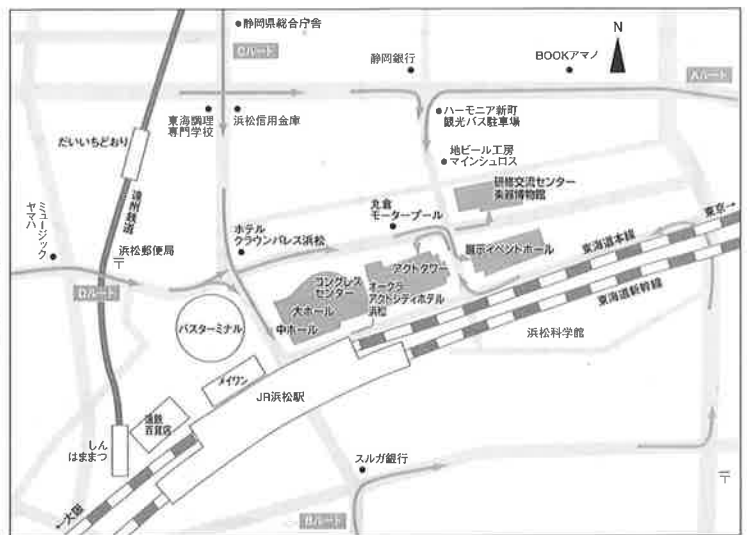 静岡県総合庁舎
N
Cルート
静岡銀行
BOOKアマノ
Aルート
東海調理
専門学校
浜松信用金庫
ハーモニア新町
観光バス駐車場
だいいちどおり
地ビール工房
マインシュロス
研修交流センター
楽器博物館
遠州鉄道
ミュージック
ヤマハ
丸倉
モータープール
東京→
ホテル
クラウンパレス浜松
浜松郵便局
〒
展示イベントホール
東海道本線
アクトタワー
コングレス
センター
オークラ
アクトシティホテル
浜松
Dルート
東海道新幹線
大ホール
中ホール
バスターミナル
浜松科学館
メイワン
JR浜松駅
遠鉄
百貨店
しん
はままつ
スルガ銀行
〒
←大阪
Bルート